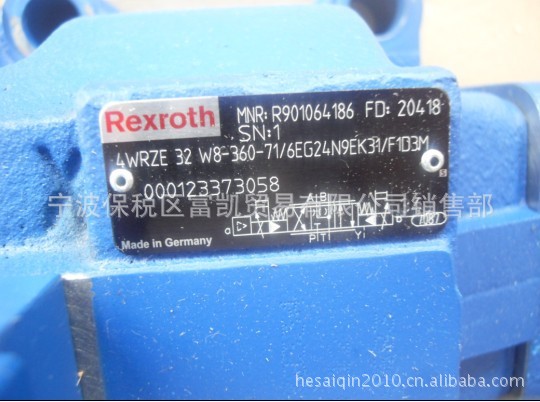 Rexroth
MNR: R901064186 FD: 20418
SN:1
4WRZE 32 W8-360-71/6EG24N9EK31/F1D3M
000123373058
宁波保税区富凯贸易有限公司销售部
A B
P T Y
Made in Germany
hesaiqin2010.cn.alibaba.com